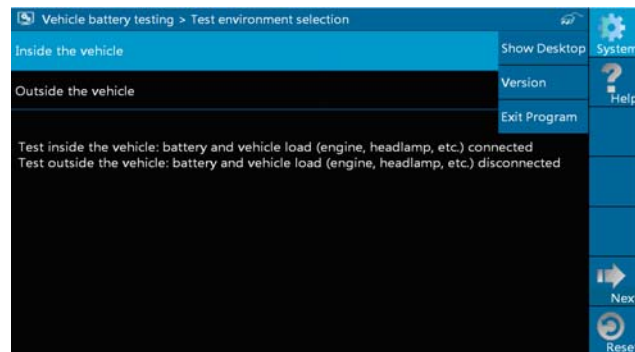 Vehicle battery testing > Test environment selection
Inside the vehicle
Show Desktop
System
Outside the vehicle
Version
Help
Exit Program
Test inside the vehicle: battery and vehicle load (engine, headlamp, etc.) connected
Test outside the vehicle: battery and vehicle load (engine, headlamp, etc.) disconnected
Next
Reset